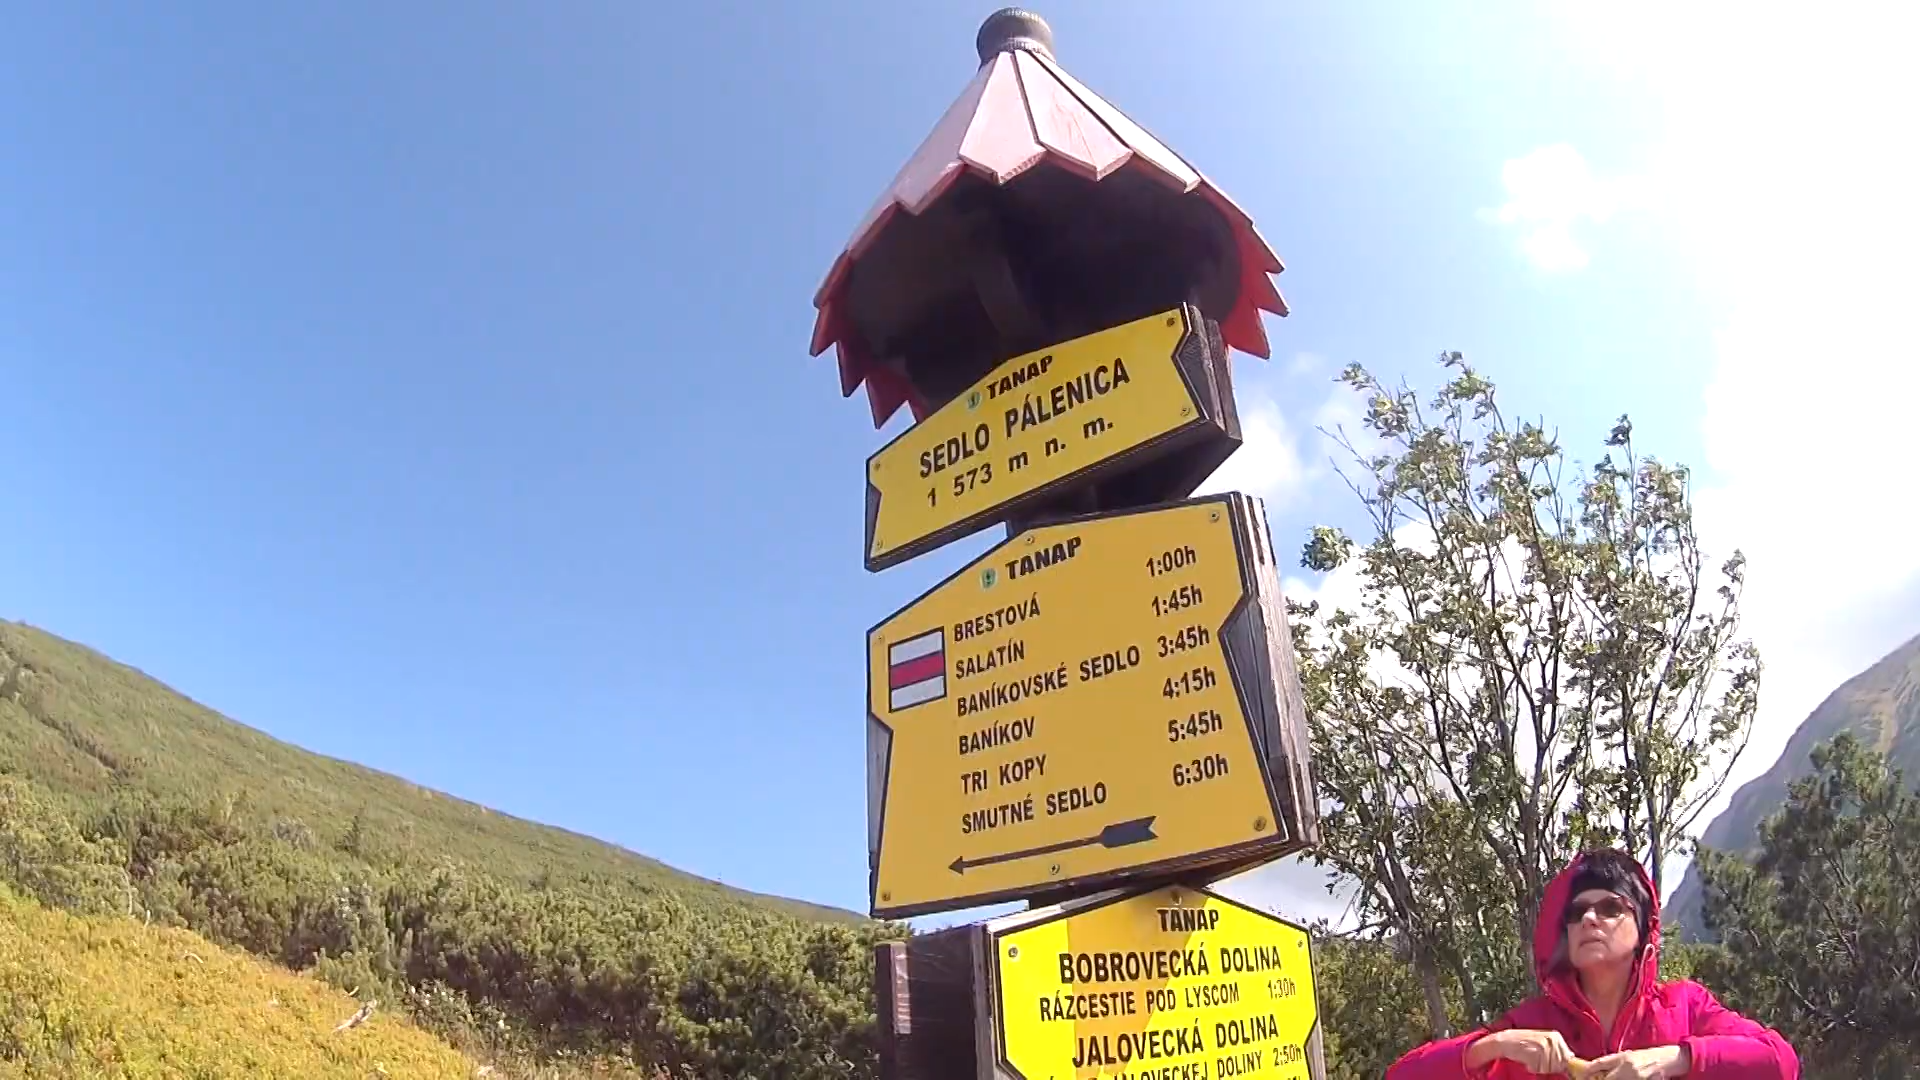 TANAP
SEDLO PÁLENICA
1 573 m n. m.
TANAP
BRESTOVÁ 1:00h
SALATÍN 1:45h
BANÍKOVSKÉ SEDLO 3:45h
BANÍKOV 4:15h
TRI KOPY 5:45h
SMUTNÉ SEDLO 6:30h
TANAP
BOBROVECKÁ DOLINA
RÁZCESTIE POD LYSCOM 1:30h
JALOVECKÁ DOLINA
JALOVECKEJ DOLINY 2:50h